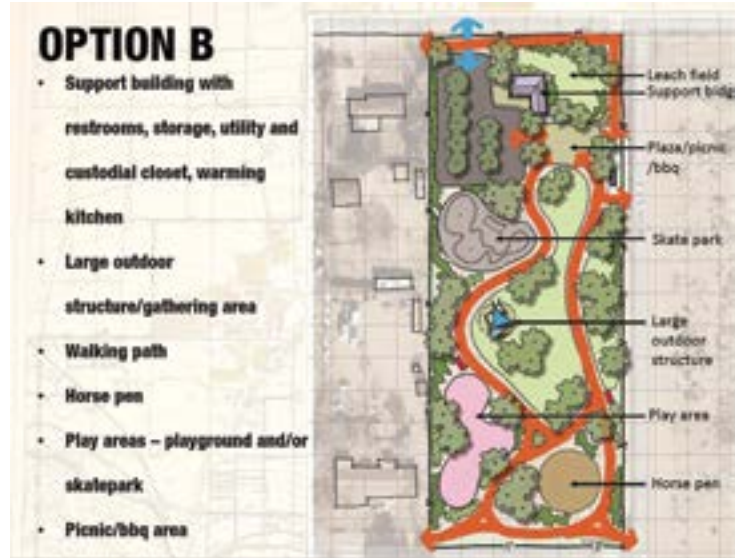 OPTION B
• Support building with
restrooms, storage, utility and
custodial closet, warming
kitchen
• Large outdoor
structure/gathering area
• Walking path
• Horse pen
• Play areas – playground and/or
skatepark
• Picnic/bbq area
Leach field
Support bldg
Plaza/picnic
/bbq
Skate park
Large
outdoor
structure
Play area
Horse pen